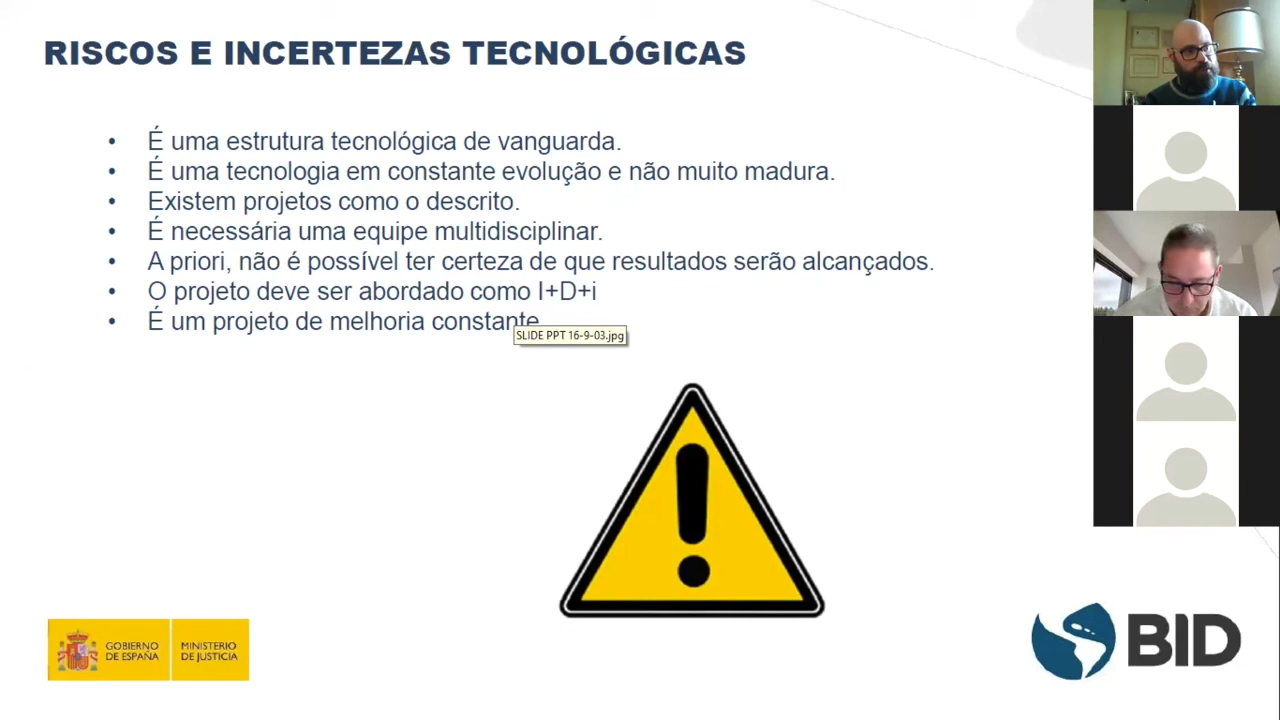 RISCOS E INCERTEZAS TECNOLÓGICAS
• É uma estrutura tecnológica de vanguarda.
• É uma tecnologia em constante evolução e não muito madura.
• Existem projetos como o descrito.
• É necessária uma equipe multidisciplinar.
• A priori, não é possível ter certeza de que resultados serão alcançados.
• O projeto deve ser abordado como I+D+i
• É um projeto de melhoria constante
SLIDE PPT 16-9-03.jpg
GOBIERNO
DE ESPAÑA
MINISTERIO
DE JUSTICIA
BID